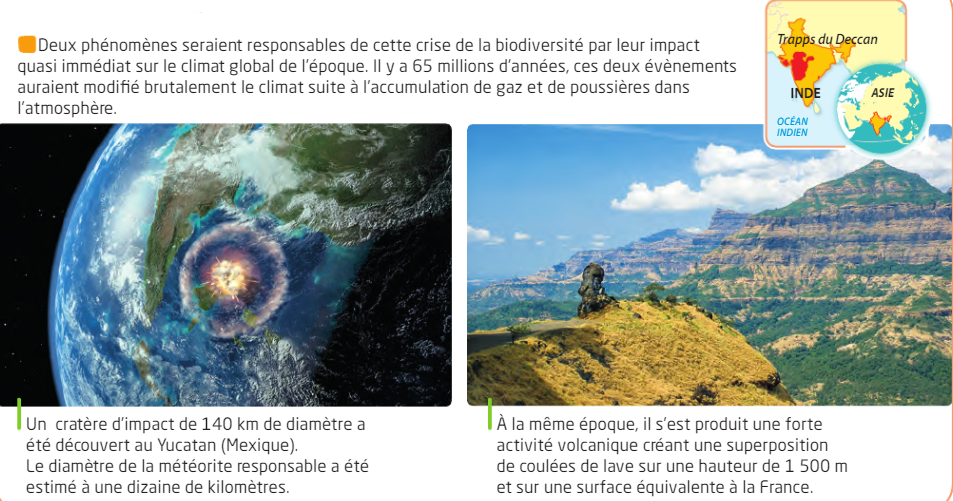 Deux phénomènes seraient responsables de cette crise de la biodiversité par leur impact
quasi immédiat sur le climat global de l'époque. Il y a 65 millions d'années, ces deux évènements
auraient modifié brutalement le climat suite à l'accumulation de gaz et de poussières dans
l'atmosphère.
Trapps du Deccan
INDE
ASIE
OCÉAN
INDIEN
Un cratère d'impact de 140 km de diamètre a
été découvert au Yucatan (Mexique).
Le diamètre de la météorite responsable a été
estimé à une dizaine de kilomètres.
À la même époque, il s'est produit une forte
activité volcanique créant une superposition
de coulées de lave sur une hauteur de 1 500 m
et sur une surface équivalente à la France.